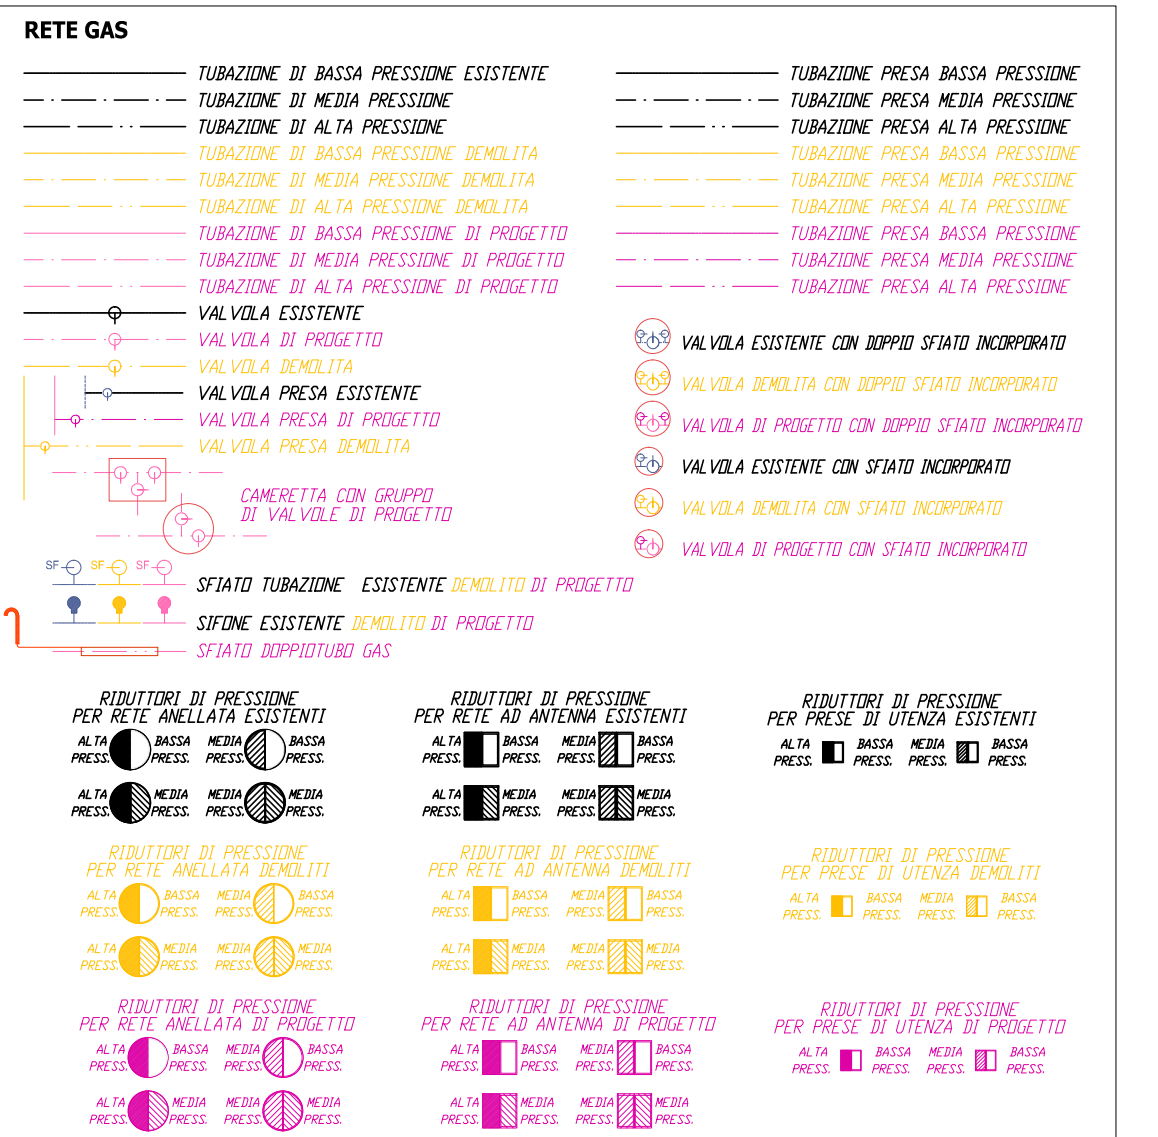 RETE GAS
TUBAZIONE DI BASSA PRESSIONE ESISTENTE
TUBAZIONE DI MEDIA PRESSIONE
TUBAZIONE DI ALTA PRESSIONE
TUBAZIONE DI BASSA PRESSIONE DEMOLITA
TUBAZIONE DI MEDIA PRESSIONE DEMOLITA
TUBAZIONE DI ALTA PRESSIONE DEMOLITA
TUBAZIONE DI BASSA PRESSIONE DI PROGETTO
TUBAZIONE DI MEDIA PRESSIONE DI PROGETTO
TUBAZIONE DI ALTA PRESSIONE DI PROGETTO
VALVOLA ESISTENTE
VALVOLA DI PROGETTO
VALVOLA DEMOLITA
VALVOLA PRESA ESISTENTE
VALVOLA PRESA DI PROGETTO
VALVOLA PRESA DEMOLITA
CAMERETTA CON GRUPPO
DI VALVOLE DI PROGETTO
SF SF SF
SFIATO TUBAZIONE ESISTENTE DEMOLITO DI PROGETTO
SIFONE ESISTENTE DEMOLITO DI PROGETTO
SFIATO DOPPIOTUBO GAS
TUBAZIONE PRESA BASSA PRESSIONE
TUBAZIONE PRESA MEDIA PRESSIONE
TUBAZIONE PRESA ALTA PRESSIONE
TUBAZIONE PRESA BASSA PRESSIONE
TUBAZIONE PRESA MEDIA PRESSIONE
TUBAZIONE PRESA ALTA PRESSIONE
TUBAZIONE PRESA BASSA PRESSIONE
TUBAZIONE PRESA MEDIA PRESSIONE
TUBAZIONE PRESA ALTA PRESSIONE
VALVOLA ESISTENTE CON DOPPIO SFIATO INCORPORATO
VALVOLA DEMOLITA CON DOPPIO SFIATO INCORPORATO
VALVOLA DI PROGETTO CON DOPPIO SFIATO INCORPORATO
VALVOLA ESISTENTE CON SFIATO INCORPORATO
VALVOLA DEMOLITA CON SFIATO INCORPORATO
VALVOLA DI PROGETTO CON SFIATO INCORPORATO
RIDUTTORI DI PRESSIONE
PER RETE ANELLATA ESISTENTI
ALTA BASSA MEDIA BASSA
PRESS. PRESS. PRESS. PRESS.
ALTA MEDIA MEDIA MEDIA
PRESS. PRESS. PRESS. PRESS.
RIDUTTORI DI PRESSIONE
PER RETE AD ANTENNA ESISTENTI
ALTA BASSA MEDIA BASSA
PRESS. PRESS. PRESS. PRESS.
ALTA MEDIA MEDIA MEDIA
PRESS. PRESS. PRESS. PRESS.
RIDUTTORI DI PRESSIONE
PER PRESE DI UTENZA ESISTENTI
ALTA BASSA MEDIA BASSA
PRESS. PRESS. PRESS. PRESS.
RIDUTTORI DI PRESSIONE
PER RETE ANELLATA DEMOLITI
ALTA BASSA MEDIA BASSA
PRESS. PRESS. PRESS. PRESS.
ALTA MEDIA MEDIA MEDIA
PRESS. PRESS. PRESS. PRESS.
RIDUTTORI DI PRESSIONE
PER RETE AD ANTENNA DEMOLITI
ALTA BASSA MEDIA BASSA
PRESS. PRESS. PRESS. PRESS.
ALTA MEDIA MEDIA MEDIA
PRESS. PRESS. PRESS. PRESS.
RIDUTTORI DI PRESSIONE
PER PRESE DI UTENZA DEMOLITI
ALTA BASSA MEDIA BASSA
PRESS. PRESS. PRESS. PRESS.
RIDUTTORI DI PRESSIONE
PER RETE ANELLATA DI PROGETTO
ALTA BASSA MEDIA BASSA
PRESS. PRESS. PRESS. PRESS.
ALTA MEDIA MEDIA MEDIA
PRESS. PRESS. PRESS. PRESS.
RIDUTTORI DI PRESSIONE
PER RETE AD ANTENNA DI PROGETTO
ALTA BASSA MEDIA BASSA
PRESS. PRESS. PRESS. PRESS.
ALTA MEDIA MEDIA MEDIA
PRESS. PRESS. PRESS. PRESS.
RIDUTTORI DI PRESSIONE
PER PRESE DI UTENZA DI PROGETTO
ALTA BASSA MEDIA BASSA
PRESS. PRESS. PRESS. PRESS.